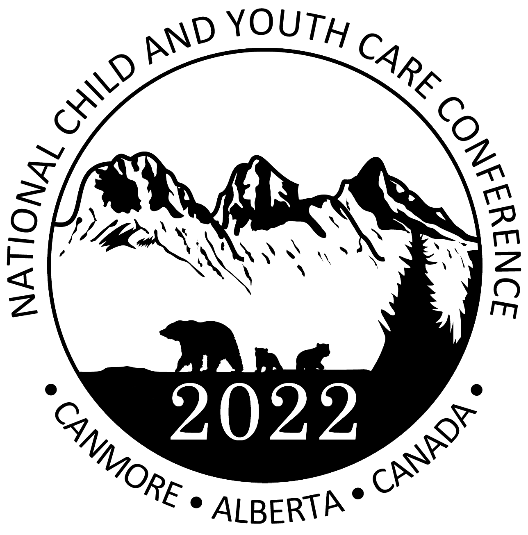 NATIONAL CHILD AND YOUTH CARE CONFERENCE
2022
• CANMORE • ALBERTA • CANADA •